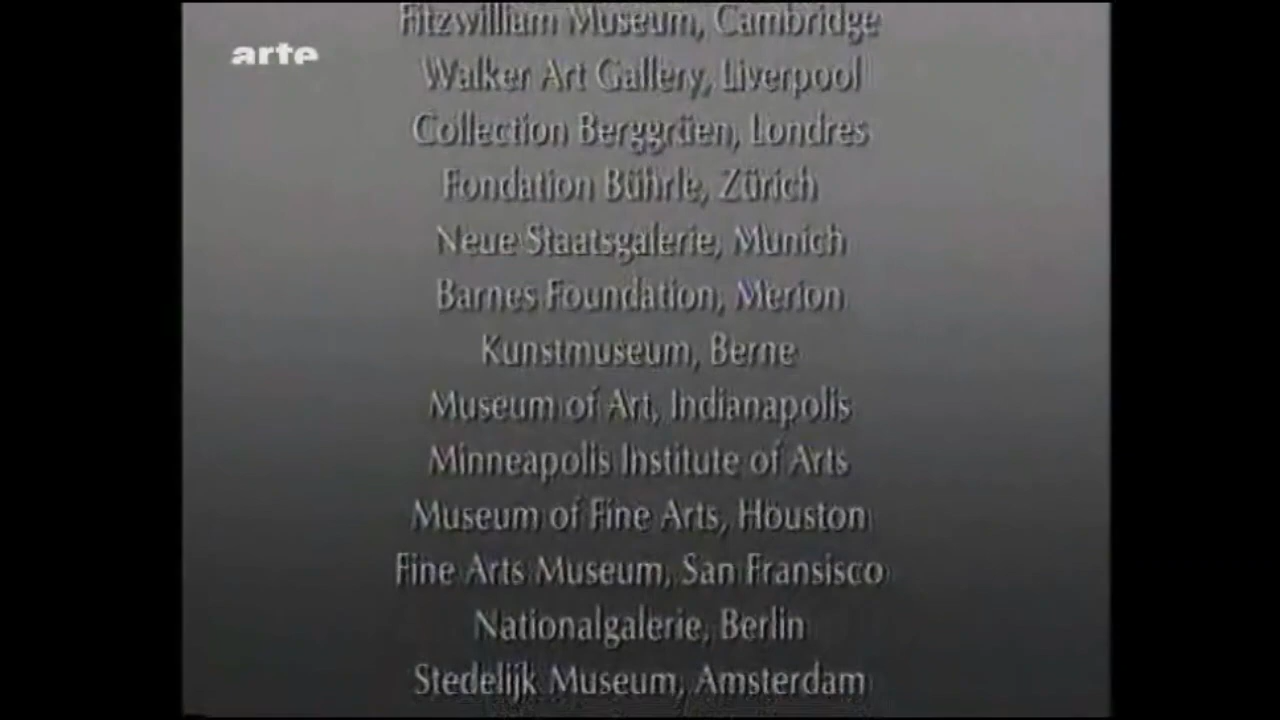 arte
Fitzwilliam Museum, Cambridge
Walker Art Gallery, Liverpool
Collection Berggrüen, Londres
Fondation Bührle, Zürich
Neue Staatsgalerie, Munich
Barnes Foundation, Merion
Kunstmuseum, Berne
Museum of Art, Indianapolis
Minneapolis Institute of Arts
Museum of Fine Arts, Houston
Fine Arts Museum, San Fransisco
Nationalgalerie, Berlin
Stedelijk Museum, Amsterdam